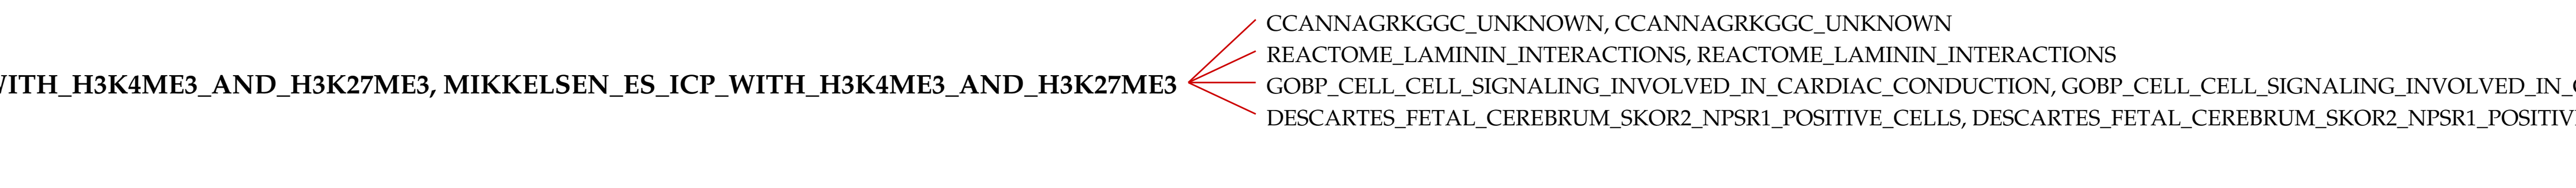 CCANNAGRKGGC_UNKNOWN, CCANNAGRKGGC_UNKNOWN
REACTOME_LAMININ_INTERACTIONS, REACTOME_LAMININ_INTERACTIONS
WITH_H3K4ME3_AND_H3K27ME3, MIKKELSEN_ES_ICP_WITH_H3K4ME3_AND_H3K27ME3
GOBP_CELL_CELL_SIGNALING_INVOLVED_IN_CARDIAC_CONDUCTION, GOBP_CELL_CELL_SIGNALING_INVOLVED_IN_
DESCARTES_FETAL_CEREBRUM_SKOR2_NPSR1_POSITIVE_CELLS, DESCARTES_FETAL_CEREBRUM_SKOR2_NPSR1_POSITIV